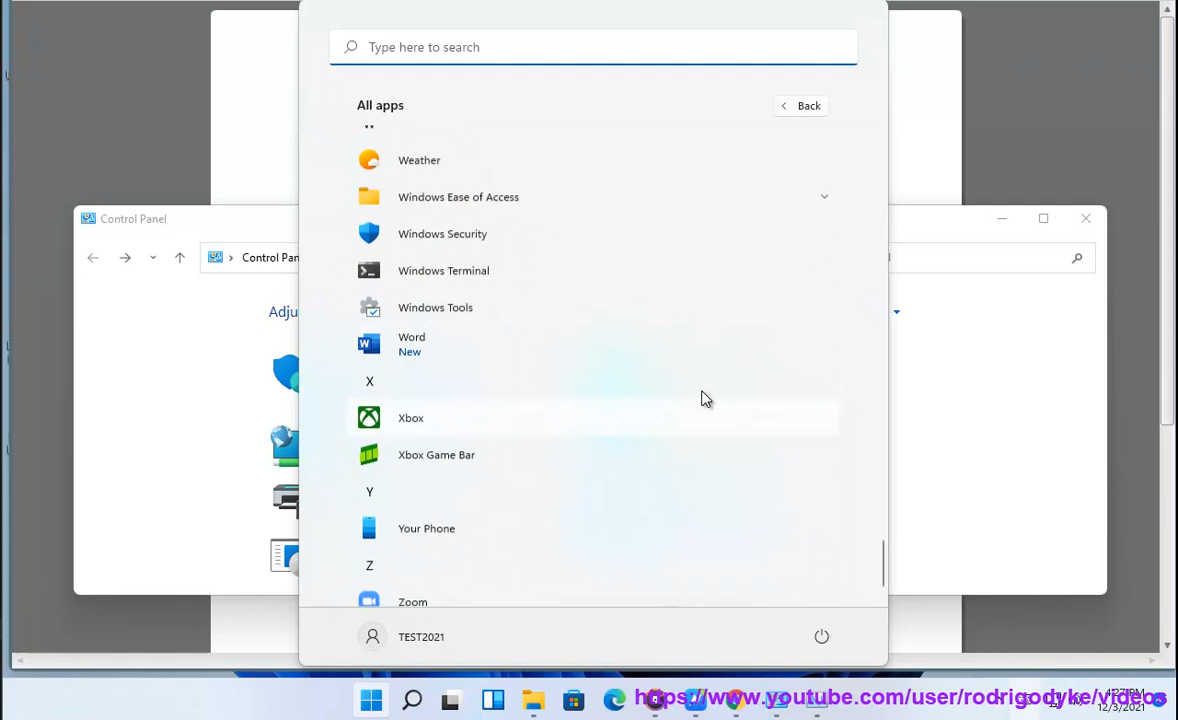 Type here to search
All apps
Back
W
Weather
Windows Ease of Access
Windows Security
Windows Terminal
Windows Tools
Word
New
X
Xbox
Xbox Game Bar
Y
Your Phone
Z
Zoom
TEST2021
Control Panel
Control Pan
Adju
https://www.youtube.com/user/rodrigodyke/videos
12/3/2021